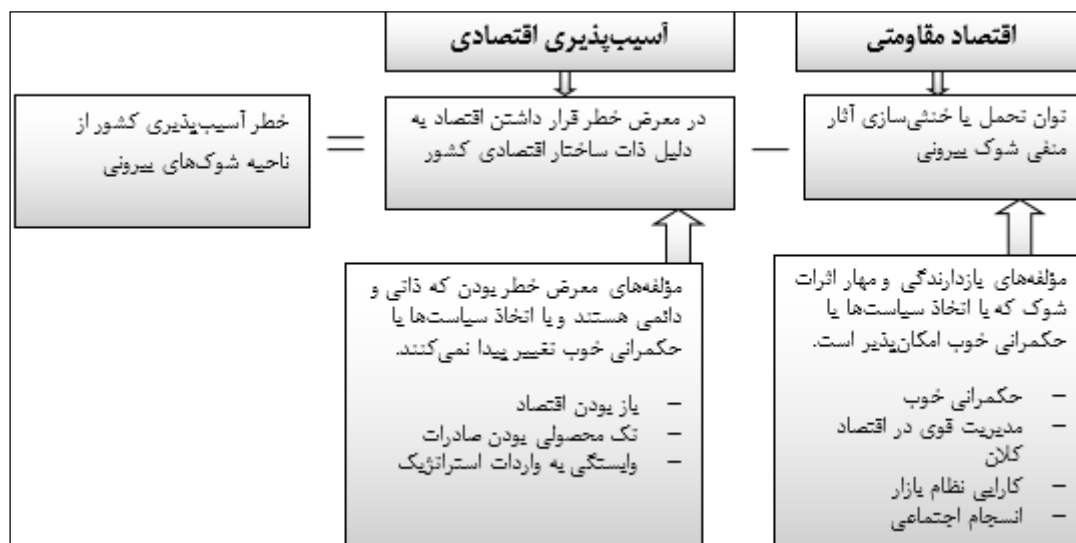 اقتصاد مقاومتی
توان تحمل یا خنثی‌سازی آثار
منفی شوک بیرونی
مؤلفه‌های بازدارندگی و مهار اثرات
شوک که با اتخاذ سیاست‌ها یا
حکمرانی خوب امکان‌پذیر است.
– حکمرانی خوب
– مدیریت قوی در اقتصاد
کلان
– کارایی نظام بازار
– انسجام اجتماعی
—
آسیب‌پذیری اقتصادی
در معرض خطر قرار داشتن اقتصاد به
دلیل ذات ساختار اقتصادی کشور
مؤلفه‌های معرض خطر بودن که ذاتی و
دائمی هستند و با اتخاذ سیاست‌ها یا
حکمرانی خوب تغییر پیدا نمی‌کنند.
– باز بودن اقتصاد
– تک محصولی بودن صادرات
– وابستگی به واردات استراتژیک
=
خطر آسیب‌پذیری کشور از
ناحیه شوک‌های بیرونی